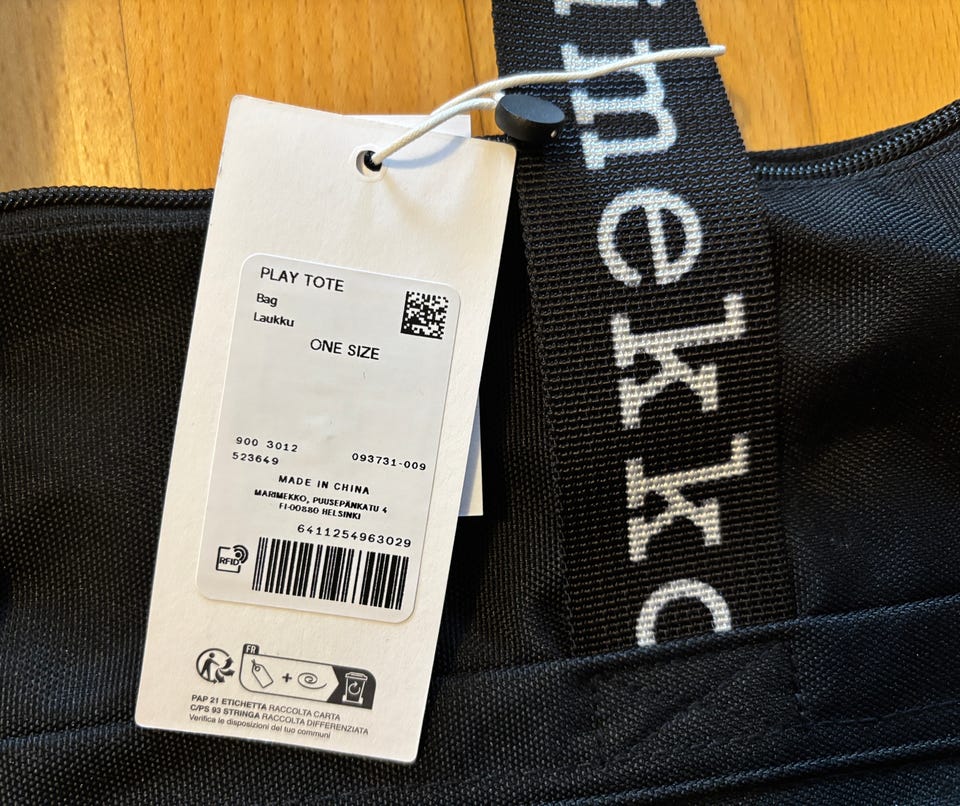 imekko
PLAY TOTE
Bag
Laukku
ONE SIZE
900 3012
523649
093731-009
MADE IN CHINA
MARIMEKKO, PUUSEPÄNKATU 4
FI-00880 HELSINKI
6411254963029
RFID
FR
PAP 21 ETICHETTA RACCOLTA CARTA
C/PS 93 STRINGA RACCOLTA DIFFERENZIATA
Verifica le disposizioni del tuo comuni